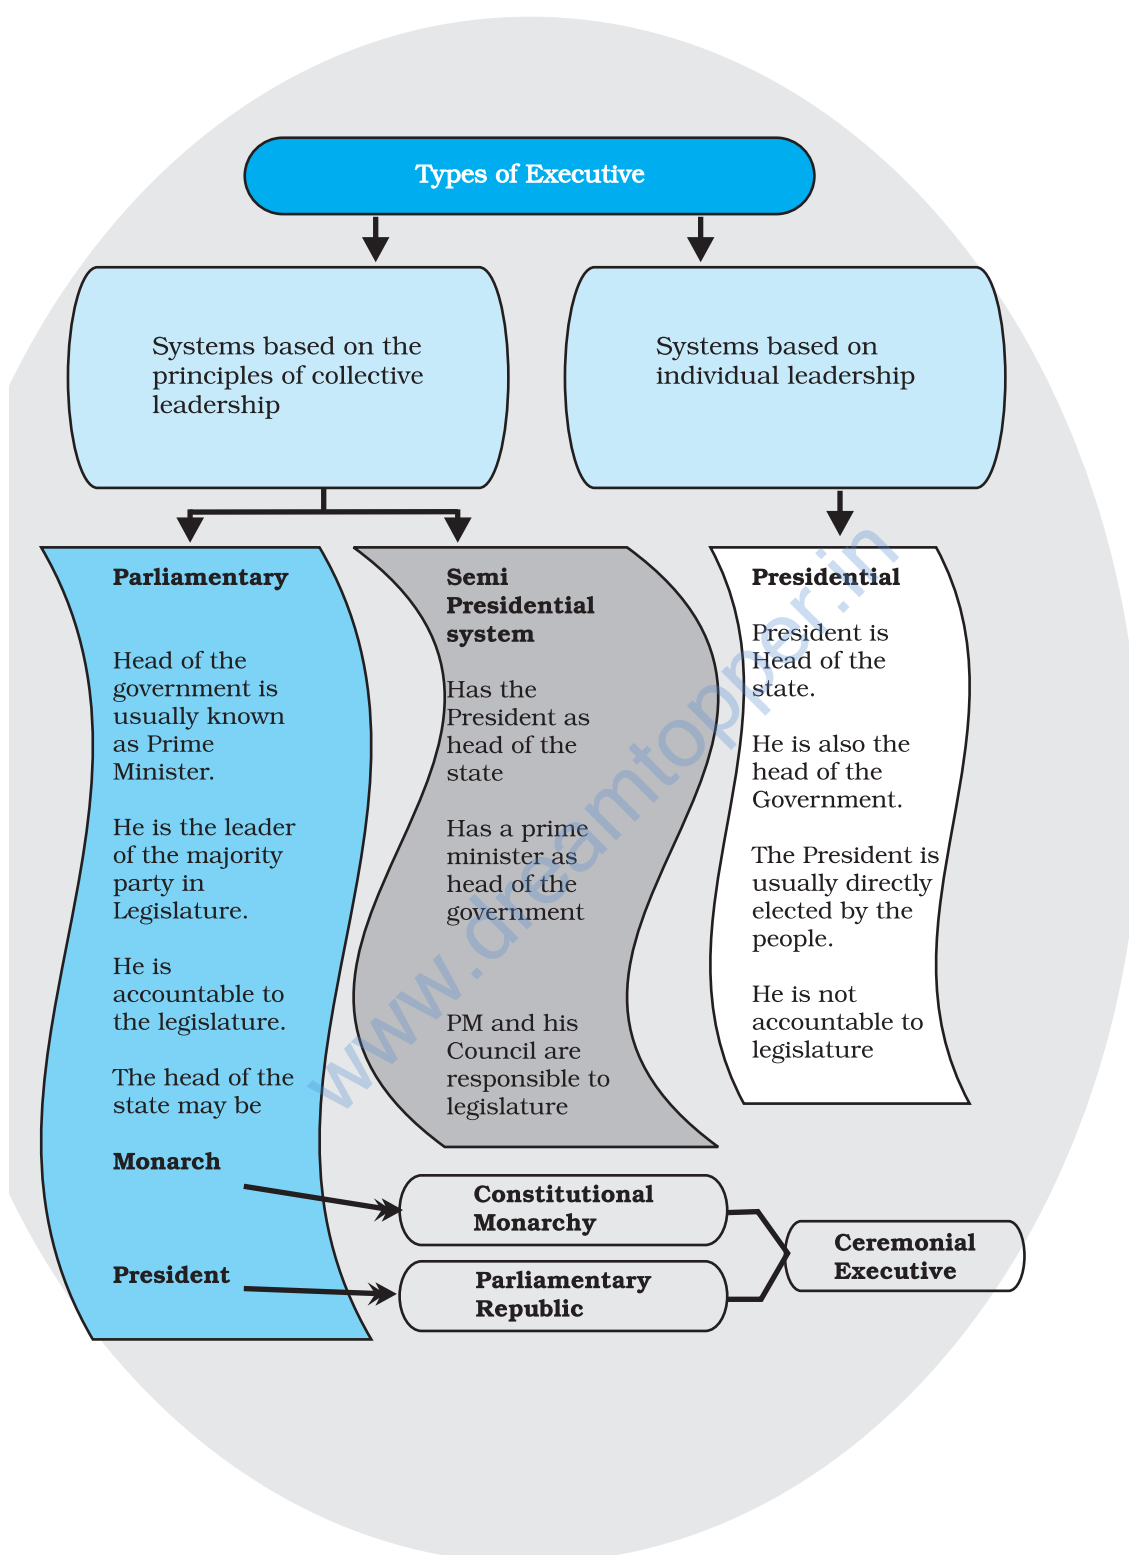 Types of Executive
Systems based on the
principles of collective
leadership
Systems based on
individual leadership
Parliamentary
Head of the
government is
usually known
as Prime
Minister.
He is the leader
of the majority
party in
Legislature.
He is
accountable to
the legislature.
The head of the
state may be
Monarch
President
Semi
Presidential
system
Has the
President as
head of the
state
Has a prime
minister as
head of the
government
PM and his
Council are
responsible to
legislature
Presidential
President is
Head of the
state.
He is also the
head of the
Government.
The President is
usually directly
elected by the
people.
He is not
accountable to
legislature
Constitutional
Monarchy
Parliamentary
Republic
Ceremonial
Executive
www.dreamtopper.in